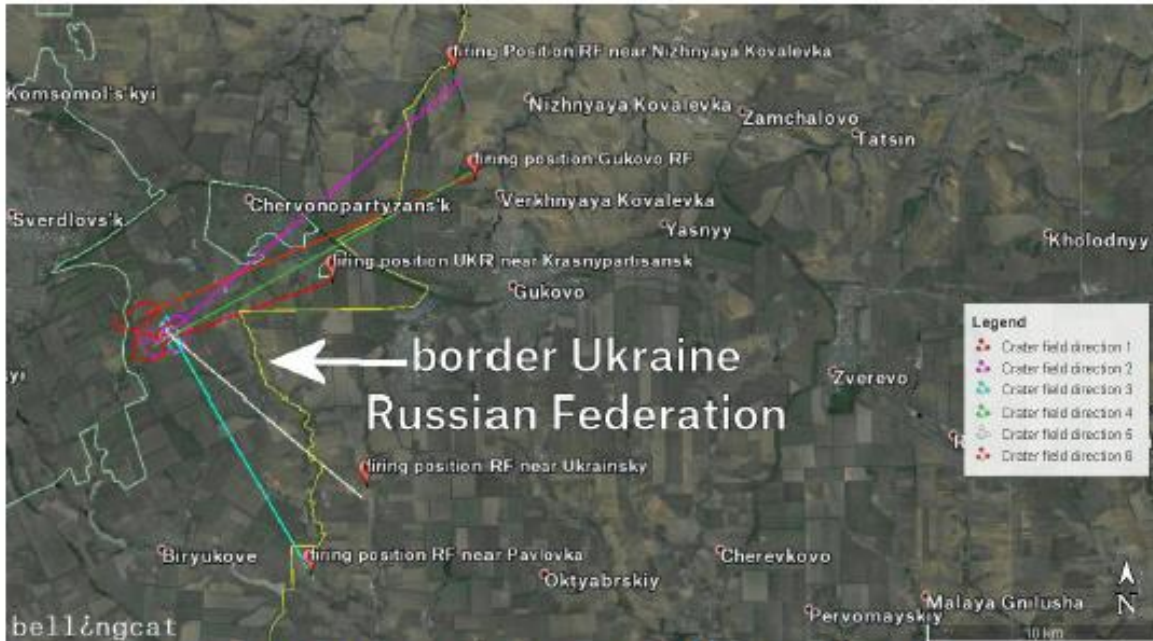 firing Position RF near Nizhnyaya Kovalevka
Komsomol's'kyi
Nizhnyaya Kovalevka
Zamchalovo
Tatsin
firing position Gukovo RF
Chervonopartyzans'k
Verkhnyaya Kovalevka
Sverdlovs'k
Yasnyy
Kholodnyy
firing position UKR near Krasnypartisansk
Gukovo
Legend
Crater field direction 1
Crater field direction 2
Crater field direction 3
Crater field direction 4
Crater field direction 5
Crater field direction 6
border Ukraine
Russian Federation
yi
Zverevo
firing position RF near Ukrainsky
Biryukove
firing position RF near Pavlovka
Cherevkovo
Oktyabrskiy
Malaya Gnilusha
Pervomayskiy
N
10 km
bell¿ngcat